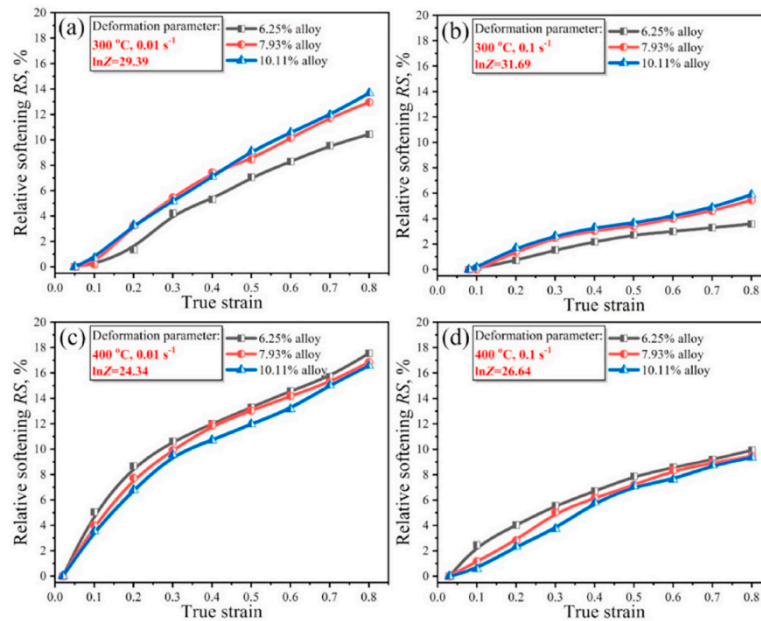 (a)
Deformation parameter:
300 °C, 0.01 s⁻¹
lnZ=29.39
6.25% alloy
7.93% alloy
10.11% alloy
Relative softening RS, %
20
18
16
14
12
10
8
6
4
2
0
0.0 0.1 0.2 0.3 0.4 0.5 0.6 0.7 0.8
True strain
(b)
Deformation parameter:
300 °C, 0.1 s⁻¹
lnZ=31.69
6.25% alloy
7.93% alloy
10.11% alloy
Relative softening RS, %
20
18
16
14
12
10
8
6
4
2
0
0.0 0.1 0.2 0.3 0.4 0.5 0.6 0.7 0.8
True strain
(c)
Deformation parameter:
400 °C, 0.01 s⁻¹
lnZ=24.34
6.25% alloy
7.93% alloy
10.11% alloy
Relative softening RS, %
20
18
16
14
12
10
8
6
4
2
0
0.0 0.1 0.2 0.3 0.4 0.5 0.6 0.7 0.8
True strain
(d)
Deformation parameter:
400 °C, 0.1 s⁻¹
lnZ=26.64
6.25% alloy
7.93% alloy
10.11% alloy
Relative softening RS, %
20
18
16
14
12
10
8
6
4
2
0
0.0 0.1 0.2 0.3 0.4 0.5 0.6 0.7 0.8
True strain